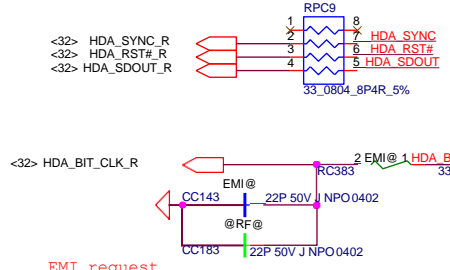 RPC9
1 8
<32> HDA_SYNC_R 2 7 HDA_SYNC
<32> HDA_RST#_R 3 6 HDA_RST#
<32> HDA_SDOUT_R 4 5 HDA_SDOUT
33_0804_8P4R_5%
<32> HDA_BIT_CLK_R 2 EMI@ 1 HDA_B
RC383 33
EMI@
CC143 22P 50V J NPO 0402
@RF@
CC183 22P 50V J NPO 0402
EMI request